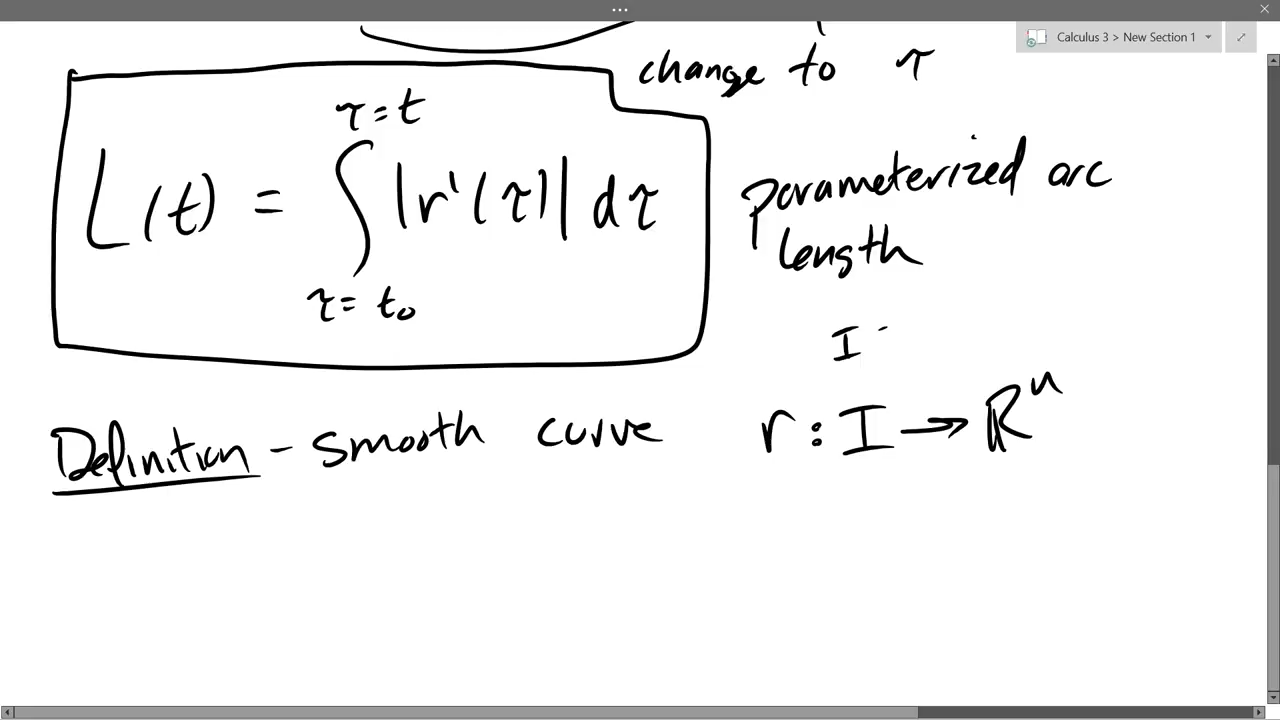 ...
Calculus 3 > New Section 1
change to τ
τ = t
L(t) = ∫ |r'(τ)| dτ
τ = t₀
parameterized arc
length
I
Definition - smooth curve r : I → ℝⁿ